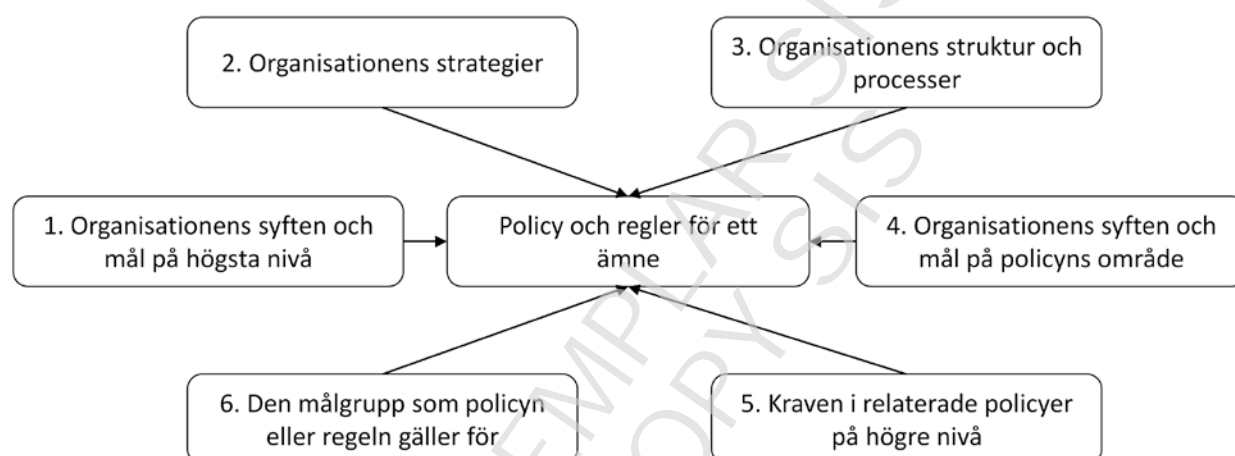 2. Organisationens strategier
3. Organisationens struktur och
processer
1. Organisationens syften och
mål på högsta nivå
Policy och regler för ett
ämne
4. Organisationens syften och
mål på policyns område
6. Den målgrupp som policyn
eller regeln gäller för
5. Kraven i relaterade policyer
på högre nivå